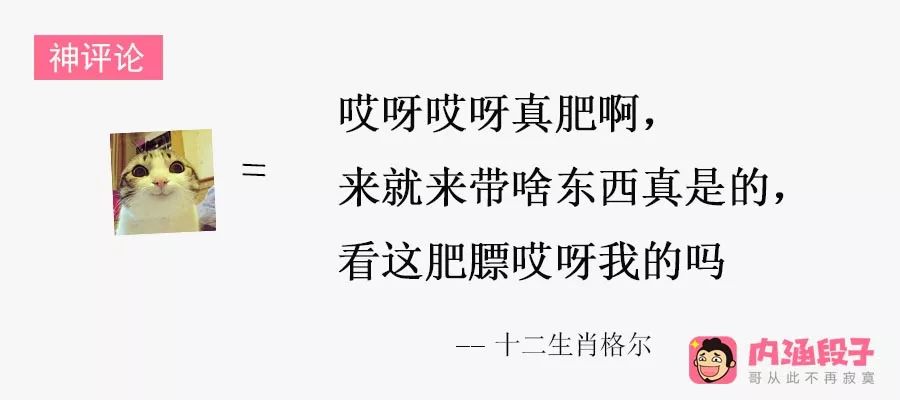 神评论
=
哎呀哎呀真肥啊，
来就来带啥东西真是的，
看这肥膘哎呀我的吗
-- 十二生肖格尔
内涵段子
哥从此不再寂寞